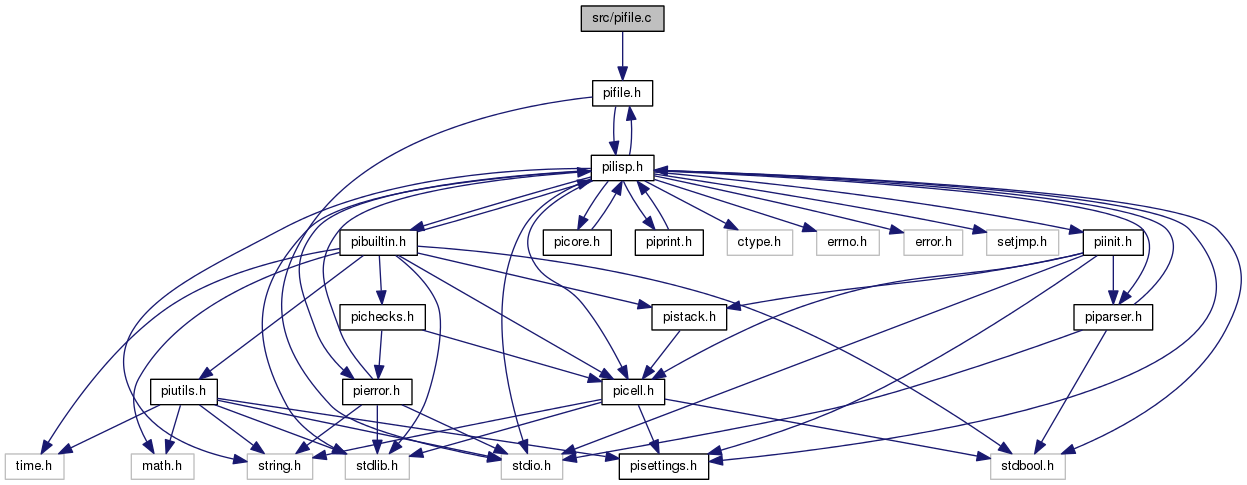 src/pifile.c
pifile.h
pilisp.h
pibuiltin.h
picore.h
piprint.h
ctype.h
errno.h
error.h
setjmp.h
piinit.h
pichecks.h
pistack.h
piparser.h
piutils.h
pierror.h
picell.h
time.h
math.h
string.h
stdlib.h
stdio.h
pisettings.h
stdbool.h